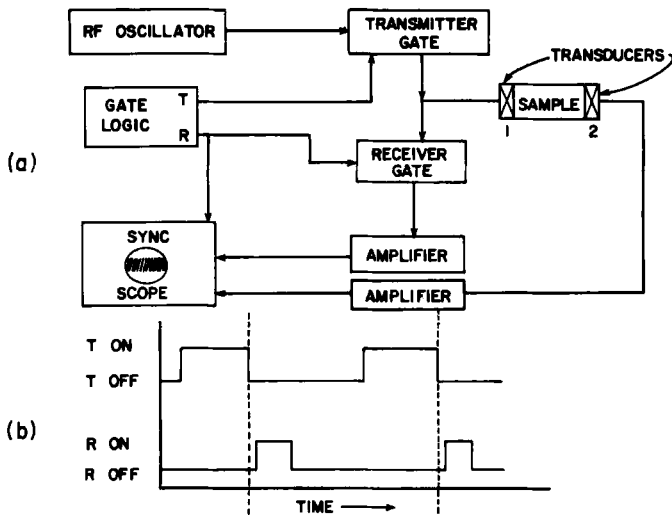 RF OSCILLATOR
TRANSMITTER
GATE
TRANSDUCERS
GATE
LOGIC
T
R
SAMPLE
1
2
(a)
RECEIVER
GATE
SYNC
SCOPE
AMPLIFIER
AMPLIFIER
T ON
T OFF
(b)
R ON
R OFF
TIME